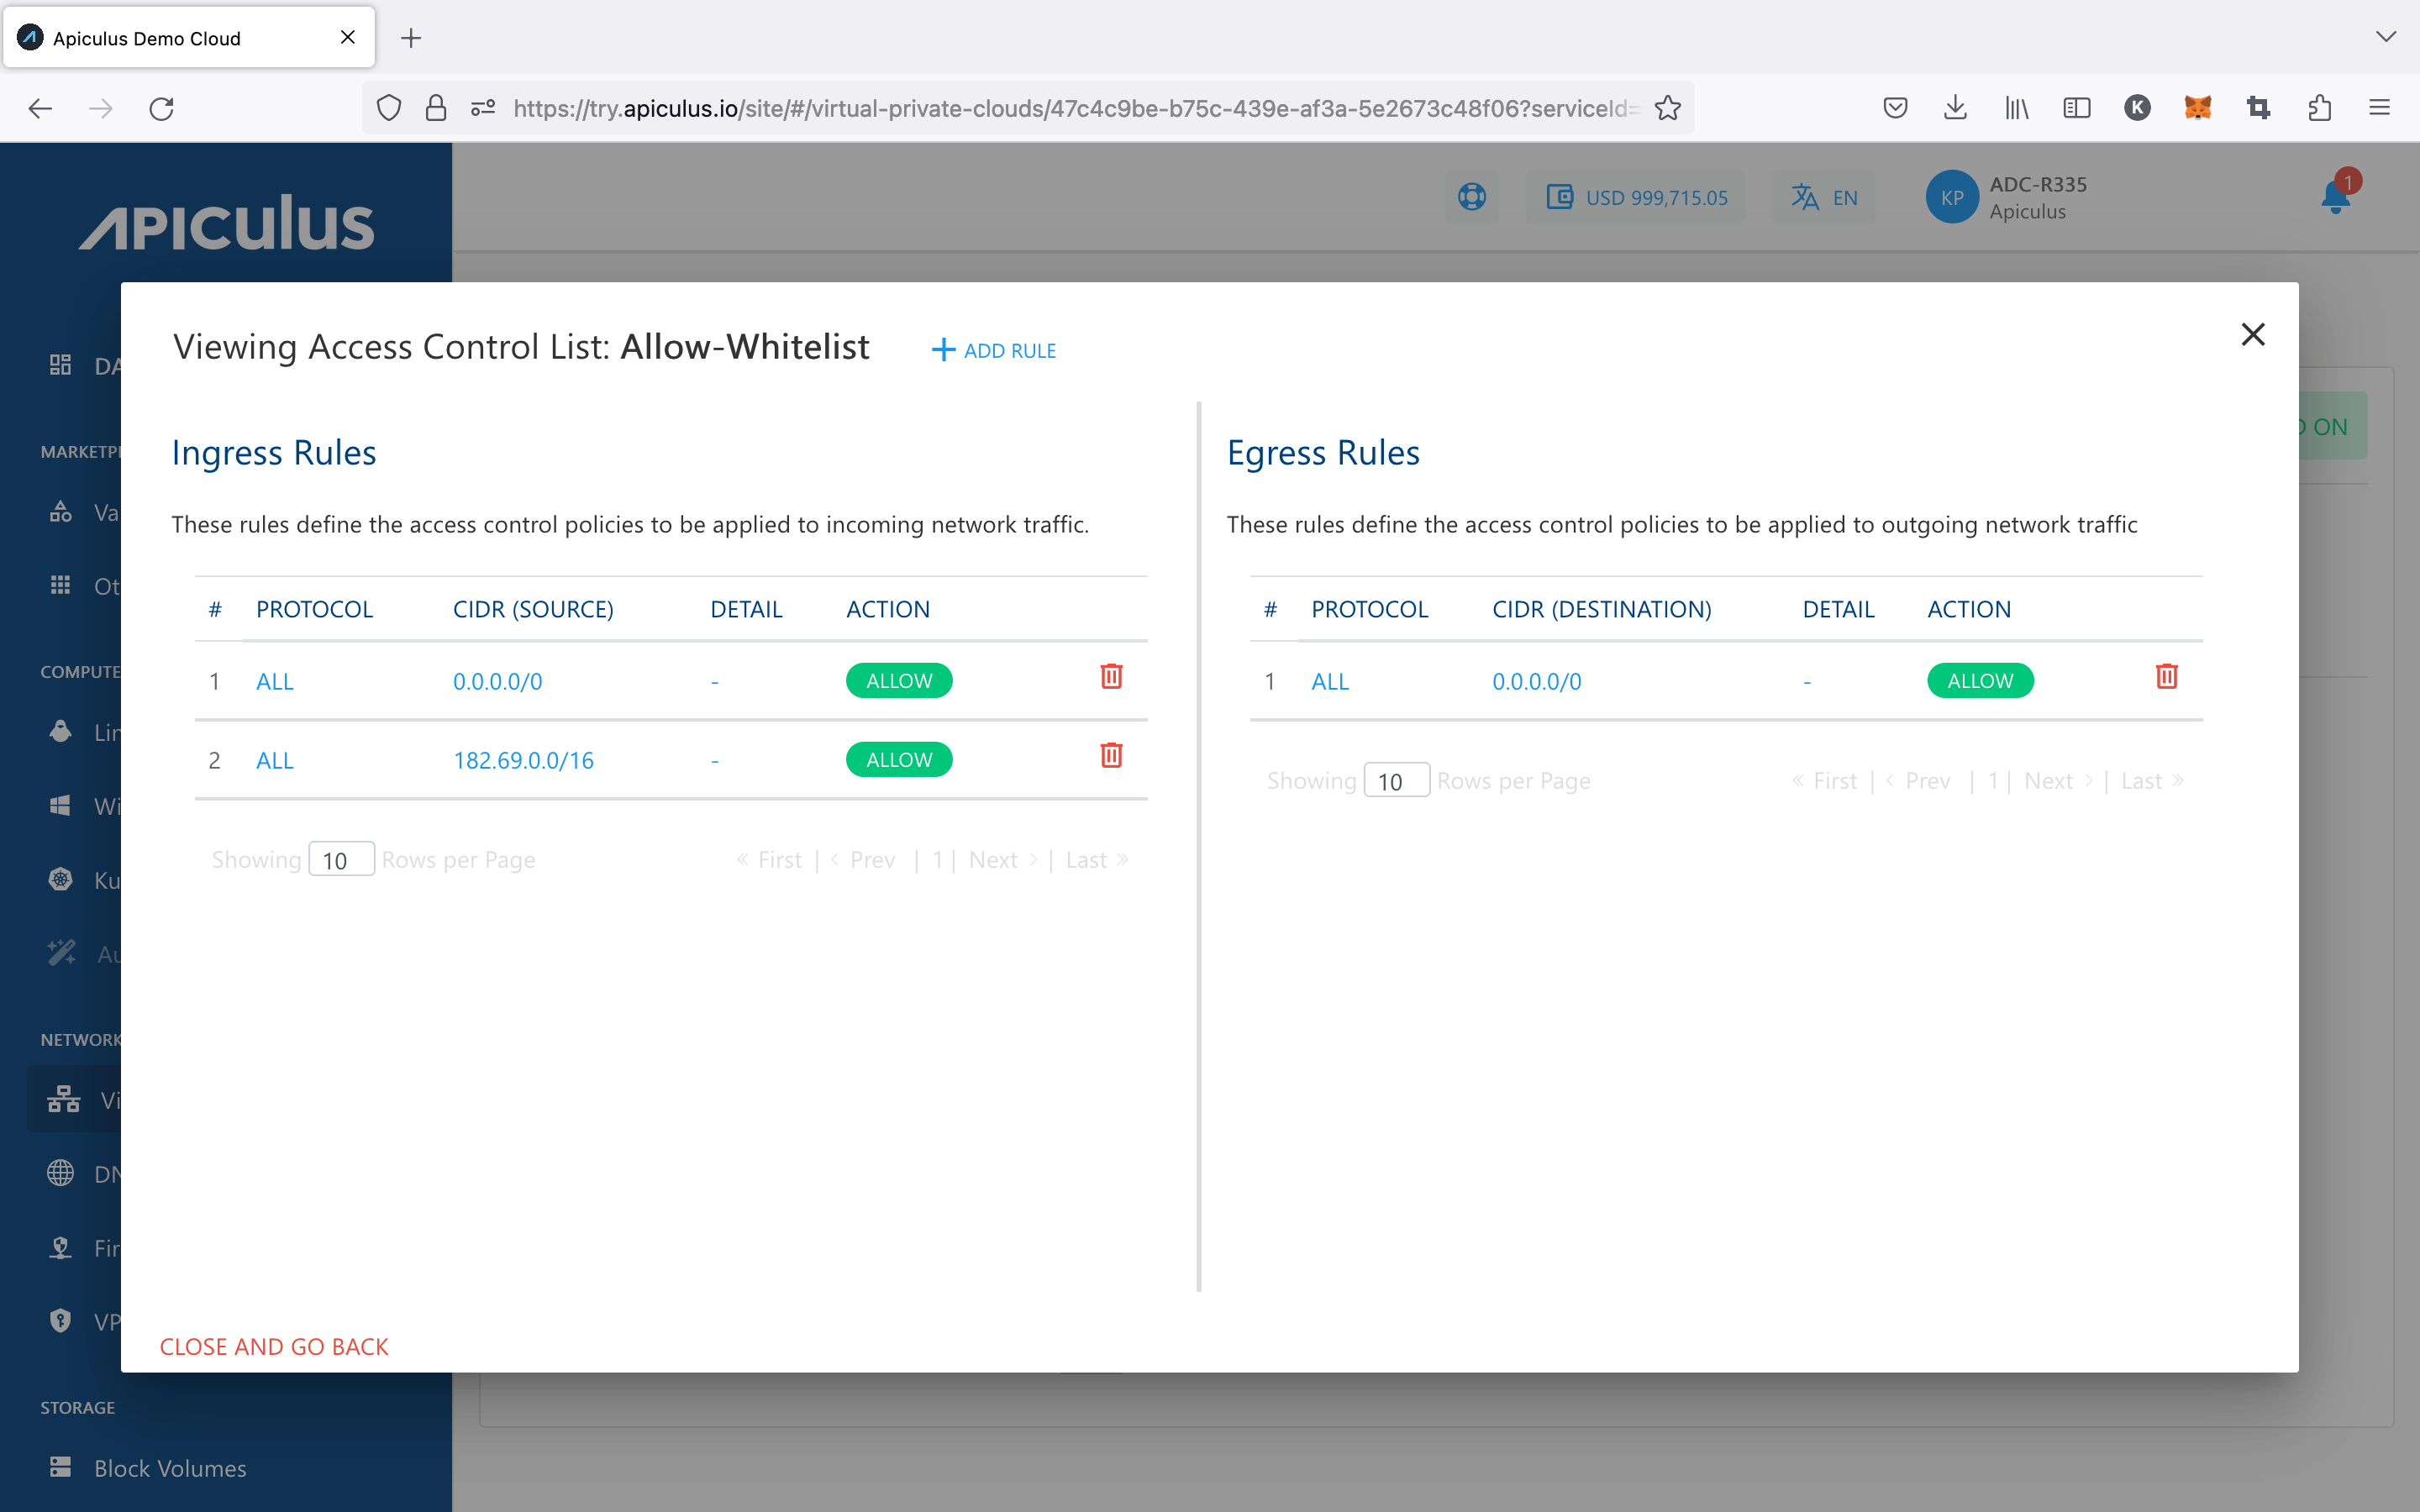 Apiculus Demo Cloud
https://try.apiculus.io/site/#/virtual-private-clouds/47c4c9be-b75c-439e-af3a-5e2673c48f06?serviceId=
K
APICULUS
USD 999,715.05
EN
KP
ADC-R335
Apiculus
1
Viewing Access Control List: Allow-Whitelist
ADD RULE
DA
MARKETPL
Va
Ot
COMPUTE
Lin
Wi
Ku
Au
NETWORK
Vi
DN
Fir
VP
STORAGE
Block Volumes
ON
Ingress Rules
These rules define the access control policies to be applied to incoming network traffic.
# PROTOCOL CIDR (SOURCE) DETAIL ACTION
1 ALL 0.0.0.0/0 - ALLOW
2 ALL 182.69.0.0/16 - ALLOW
Showing 10 Rows per Page « First | ‹ Prev | 1 | Next › | Last »
Egress Rules
These rules define the access control policies to be applied to outgoing network traffic
# PROTOCOL CIDR (DESTINATION) DETAIL ACTION
1 ALL 0.0.0.0/0 - ALLOW
Showing 10 Rows per Page « First | ‹ Prev | 1 | Next › | Last »
CLOSE AND GO BACK